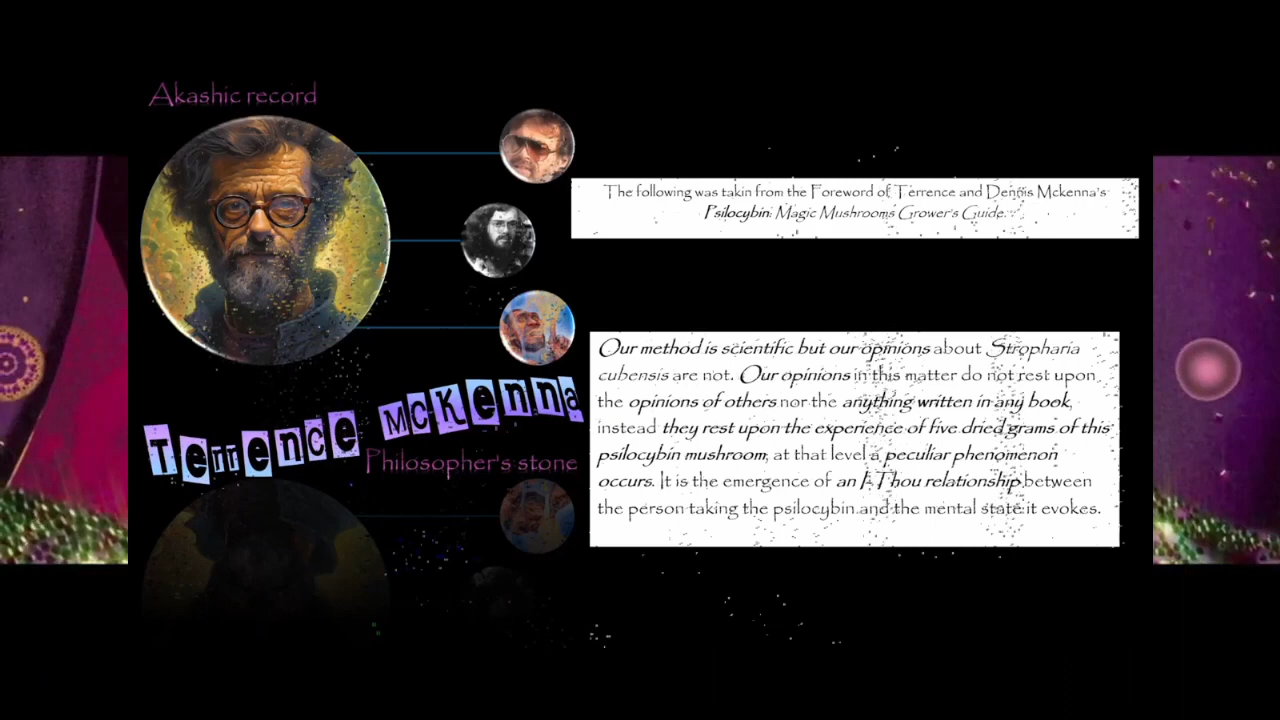 Akashic record
The following was takin from the Foreword of Terrence and Dennis Mckenna's
Psilocybin: Magic Mushrooms Grower's Guide.
Terrence McKenna
Philosopher's stone
Our method is scientific but our opinions about Stropharia
cubensis are not. Our opinions in this matter do not rest upon
the opinions of others nor the anything written in any book,
instead they rest upon the experience of five dried grams of this
psilocybin mushroom, at that level a peculiar phenomenon
occurs. It is the emergence of an I-Thou relationship between
the person taking the psilocybin and the mental state it evokes.